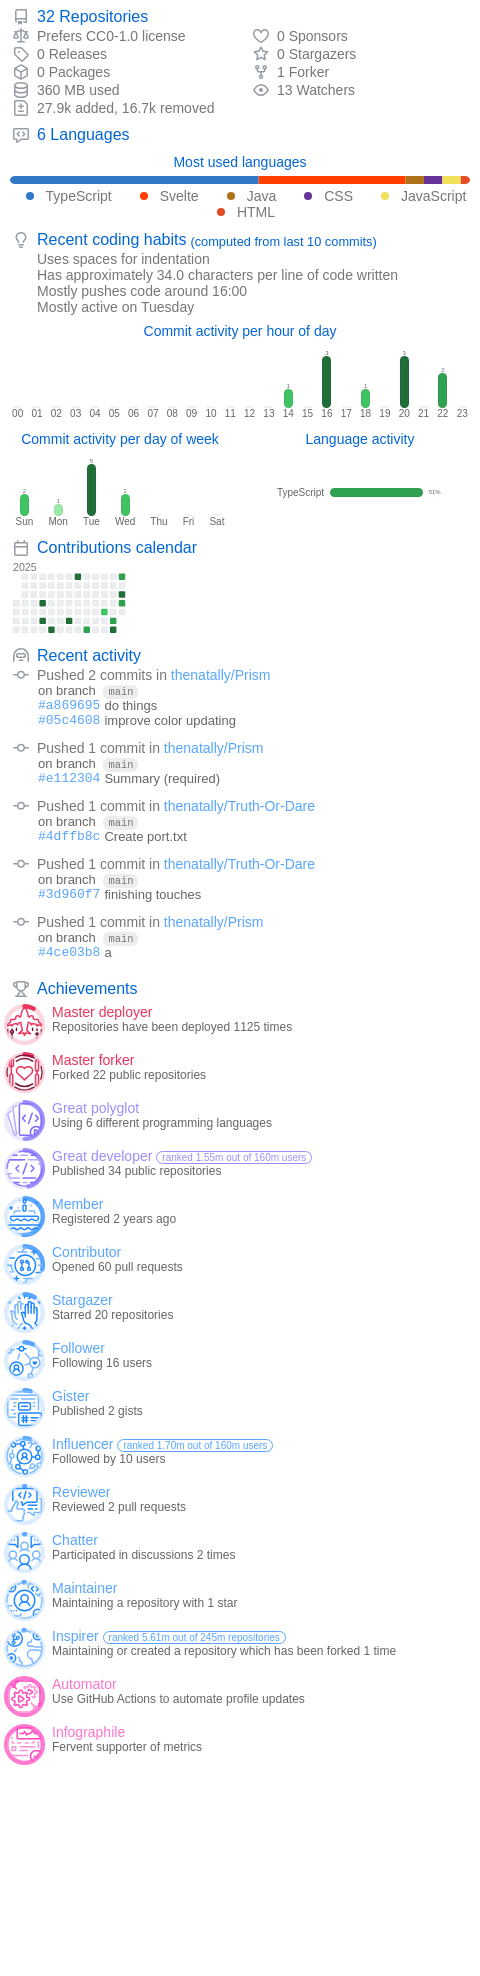 32 Repositories
Prefers CC0-1.0 license
0 Sponsors
0 Releases
0 Stargazers
0 Packages
1 Forker
360 MB used
13 Watchers
27.9k added, 16.7k removed
6 Languages
Most used languages
TypeScript Svelte Java CSS JavaScript
HTML
Recent coding habits (computed from last 10 commits)
Uses spaces for indentation
Has approximately 34.0 characters per line of code written
Mostly pushes code around 16:00
Mostly active on Tuesday
Commit activity per hour of day
1 3 1 3 2
00 01 02 03 04 05 06 07 08 09 10 11 12 13 14 15 16 17 18 19 20 21 22 23
Commit activity per day of week
2 1 5 2
Sun Mon Tue Wed Thu Fri Sat
Language activity
TypeScript 51%
Contributions calendar
2025
Recent activity
Pushed 2 commits in thenatally/Prism
on branch main
#a869695 do things
#05c4608 improve color updating
Pushed 1 commit in thenatally/Prism
on branch main
#e112304 Summary (required)
Pushed 1 commit in thenatally/Truth-Or-Dare
on branch main
#4dffb8c Create port.txt
Pushed 1 commit in thenatally/Truth-Or-Dare
on branch main
#3d960f7 finishing touches
Pushed 1 commit in thenatally/Prism
on branch main
#4ce03b8 a
Achievements
Master deployer
Repositories have been deployed 1125 times
Master forker
Forked 22 public repositories
Great polyglot
Using 6 different programming languages
Great developer ranked 1.55m out of 160m users
Published 34 public repositories
Member
Registered 2 years ago
Contributor
Opened 60 pull requests
Stargazer
Starred 20 repositories
Follower
Following 16 users
Gister
Published 2 gists
Influencer ranked 1.70m out of 160m users
Followed by 10 users
Reviewer
Reviewed 2 pull requests
Chatter
Participated in discussions 2 times
Maintainer
Maintaining a repository with 1 star
Inspirer ranked 5.61m out of 245m repositories
Maintaining or created a repository which has been forked 1 time
Automator
Use GitHub Actions to automate profile updates
Infographile
Fervent supporter of metrics